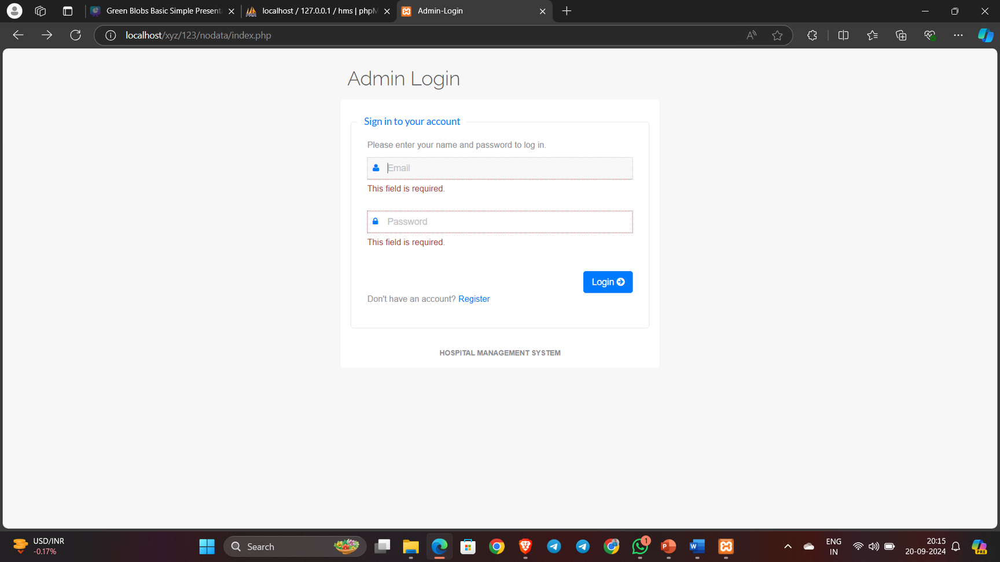 Green Blobs Basic Simple Presenta
localhost / 127.0.0.1 / hms | phpM
Admin-Login
localhost/xyz/123/nodata/index.php
Admin Login
Sign in to your account
Please enter your name and password to log in.
Email
This field is required.
Password
This field is required.
Login
Don't have an account? Register
HOSPITAL MANAGEMENT SYSTEM
USD/INR
-0.17%
Search
1
ENG
IN
20:15
20-09-2024
PRE